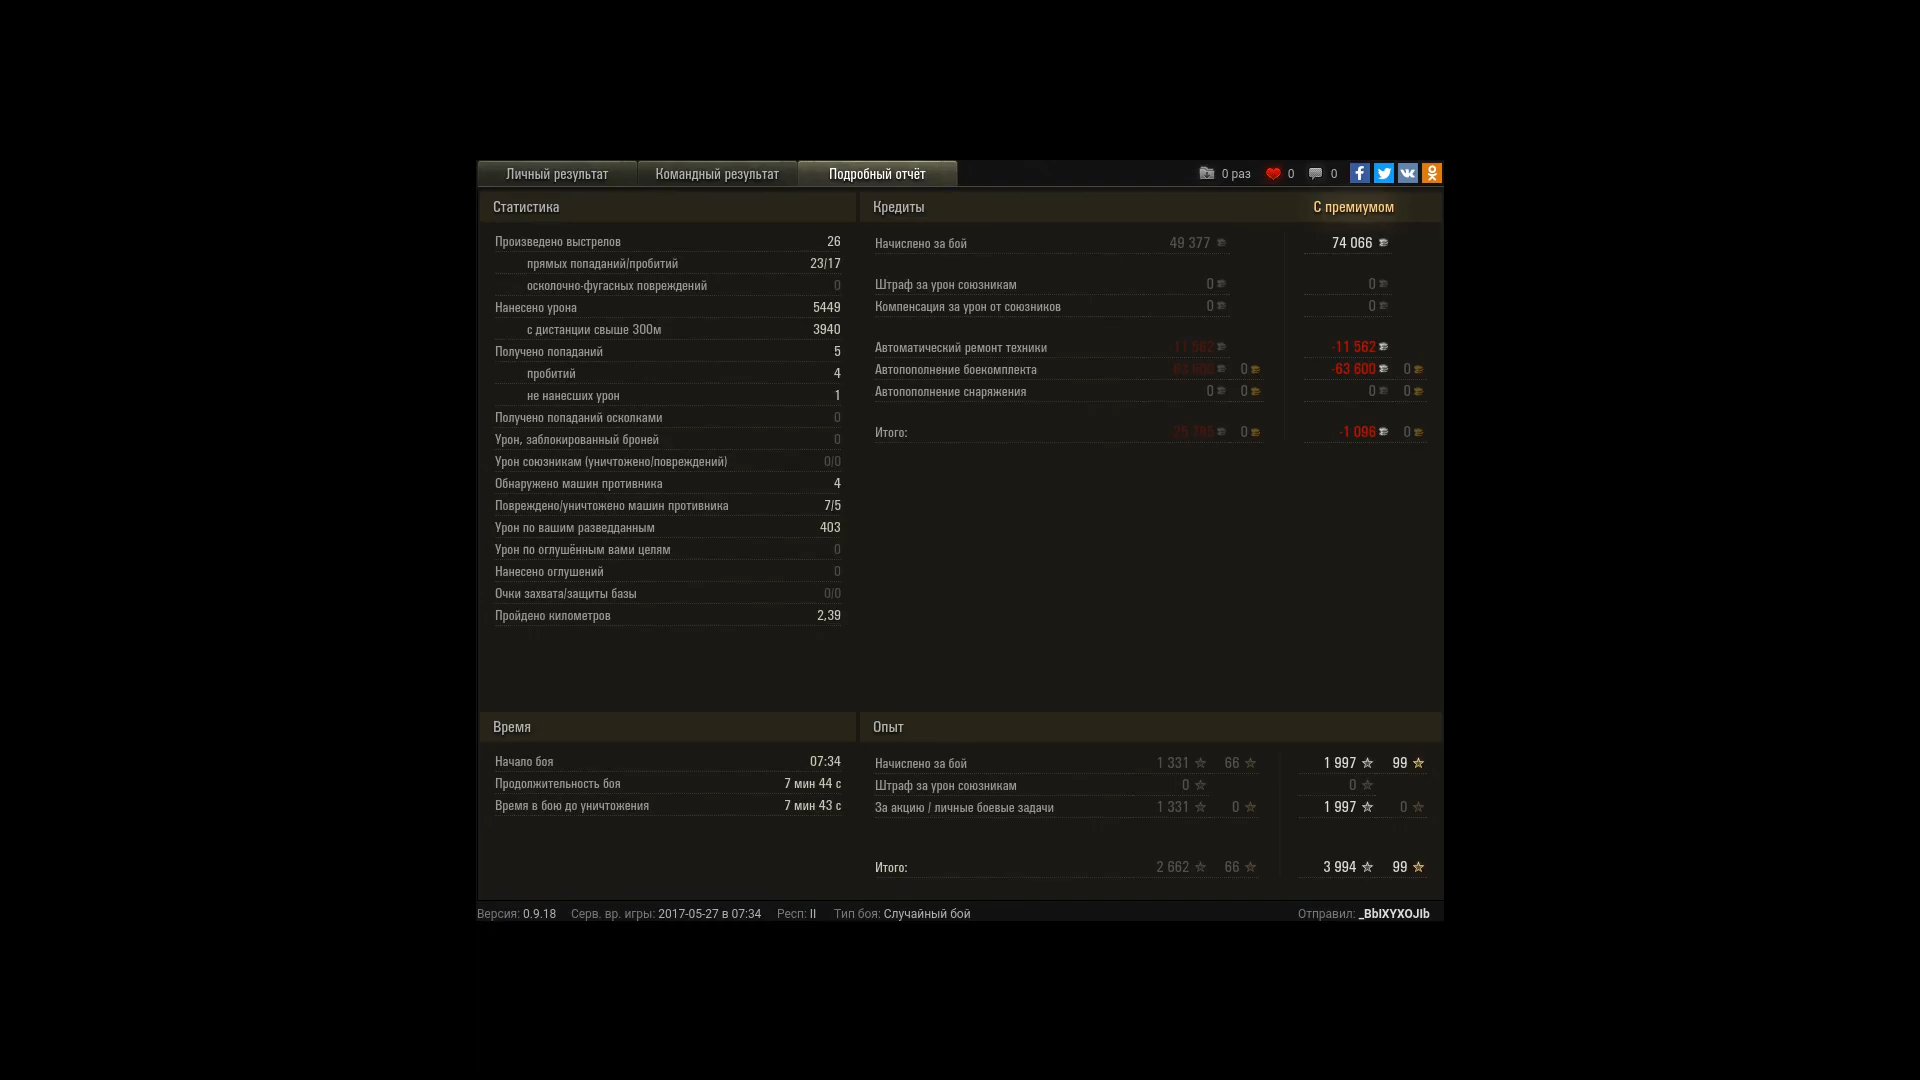 Личный результат Командный результат Подробный отчёт 0 раз 0 0
Статистика
Произведено выстрелов 26
прямых попаданий/пробитий 23/17
осколочно-фугасных повреждений 0
Нанесено урона 5449
с дистанции свыше 300м 3940
Получено попаданий 5
пробитий 4
не нанесших урон 1
Получено попаданий осколками 0
Урон, заблокированный броней 0
Урон союзникам (уничтожено/повреждений) 0/0
Обнаружено машин противника 4
Повреждено/уничтожено машин противника 7/5
Урон по вашим разведданным 403
Урон по оглушённым вами целям 0
Нанесено оглушений 0
Очки захвата/защиты базы 0/0
Пройдено километров 2,39
Кредиты С премиумом
Начислено за бой 49 377 74 066
Штраф за урон союзникам 0 0
Компенсация за урон от союзников 0 0
Автоматический ремонт техники -11 562 -11 562
Автопополнение боекомплекта 0 -63 600 0
Автопополнение снаряжения 0 0 0 0
Итого: 0 -1 096 0
Время
Начало боя 07:34
Продолжительность боя 7 мин 44 с
Время в бою до уничтожения 7 мин 43 с
Опыт
Начислено за бой 1 331 66 1 997 99
Штраф за урон союзникам 0 0
За акцию / личные боевые задачи 1 331 0 1 997 0
Итого: 2 662 66 3 994 99
Версия: 0.9.18 Серв. вр. игры: 2017-05-27 в 07:34 Респ: II Тип боя: Случайный бой Отправил: _BbIXYXOJIb